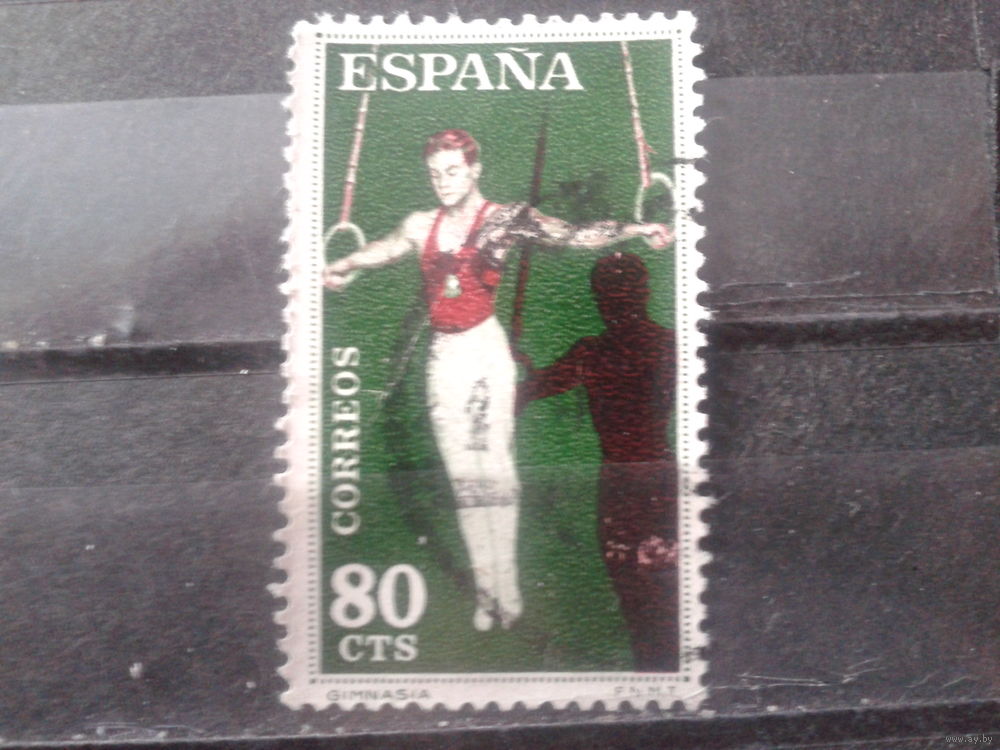 ESPAÑA
CORREOS
80
CTS
GIMNASIA
F.N.M.T.
www.ay.by